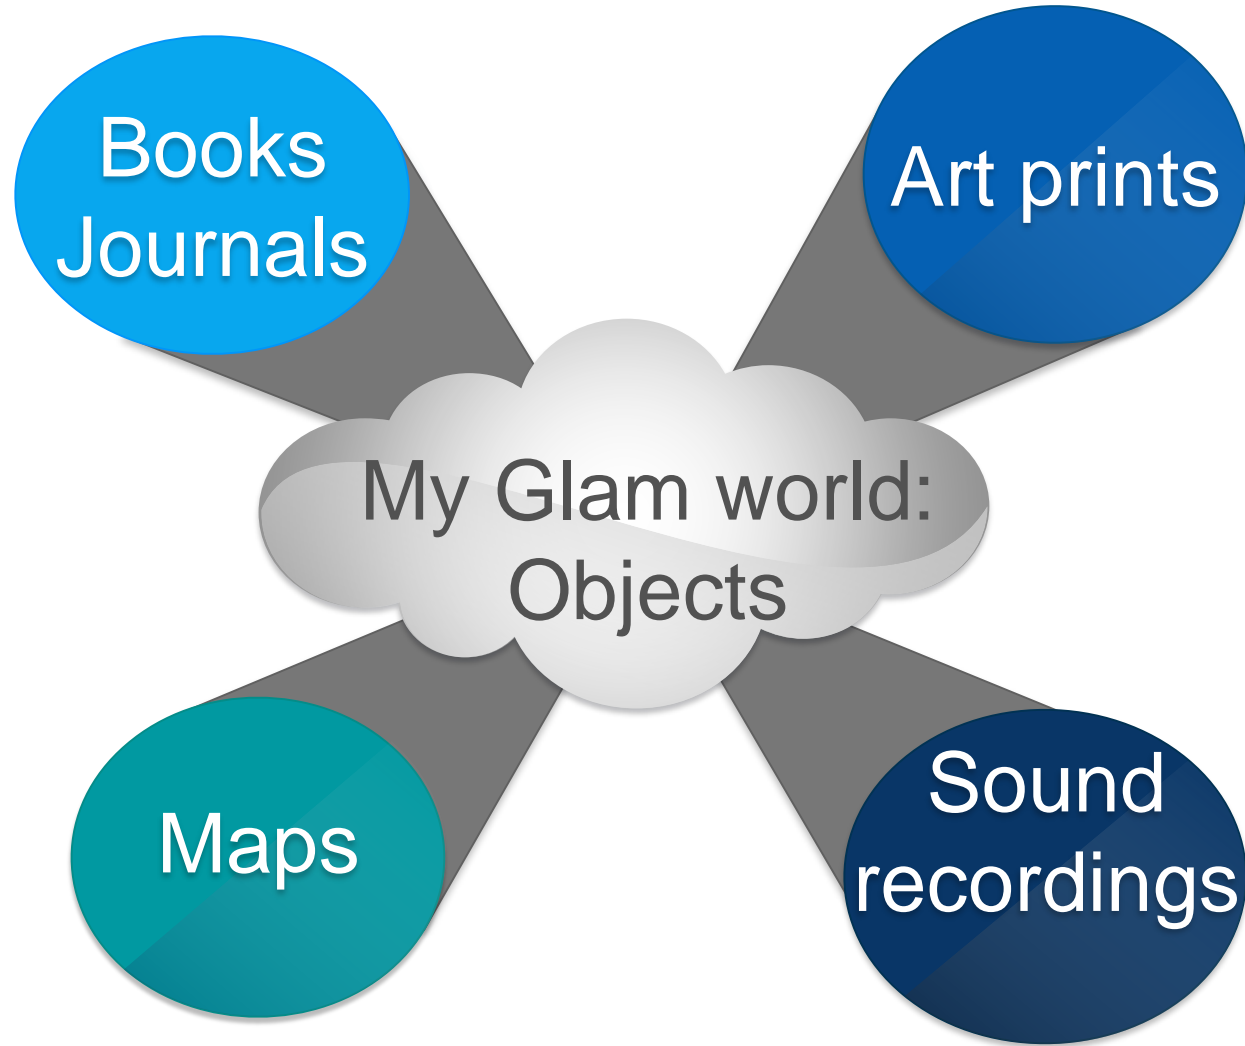 Books
Journals
Art prints
My Glam world:
Objects
Maps
Sound
recordings